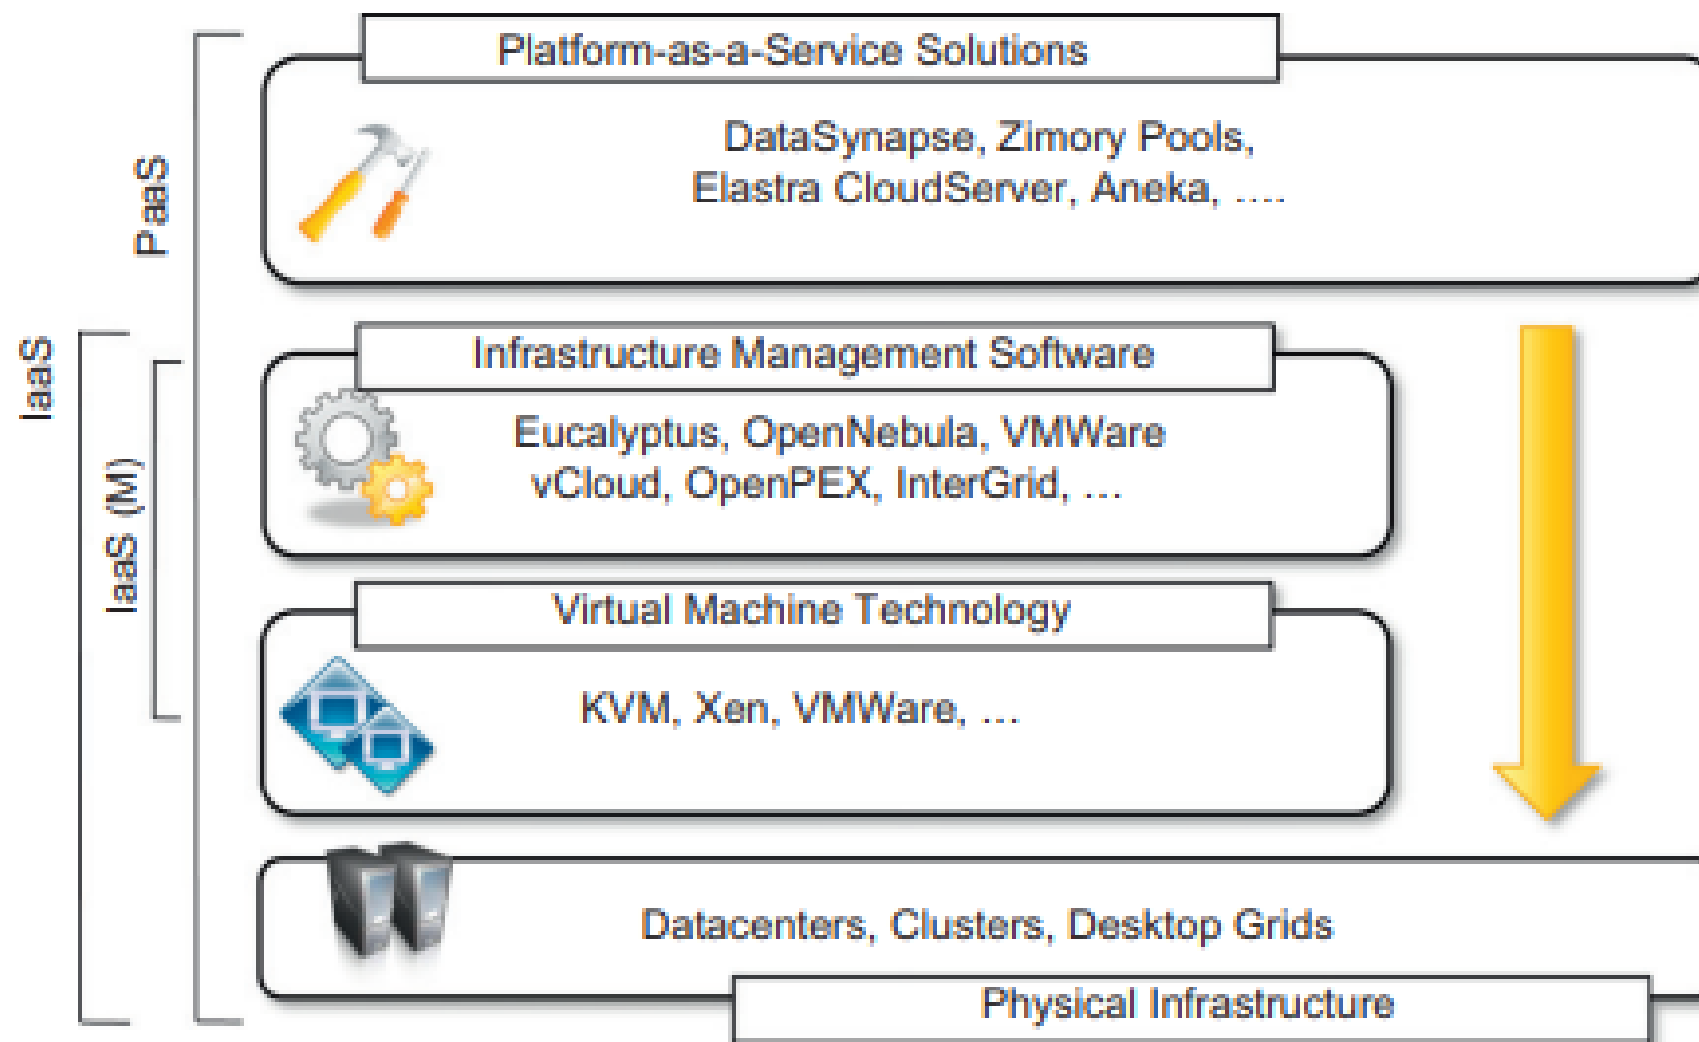 Platform-as-a-Service Solutions
DataSynapse, Zimory Pools,
Elastra CloudServer, Aneka, ....
PaaS
Infrastructure Management Software
IaaS
Eucalyptus, OpenNebula, VMWare
vCloud, OpenPEX, InterGrid, ...
IaaS (M)
Virtual Machine Technology
KVM, Xen, VMWare, ...
Datacenters, Clusters, Desktop Grids
Physical Infrastructure